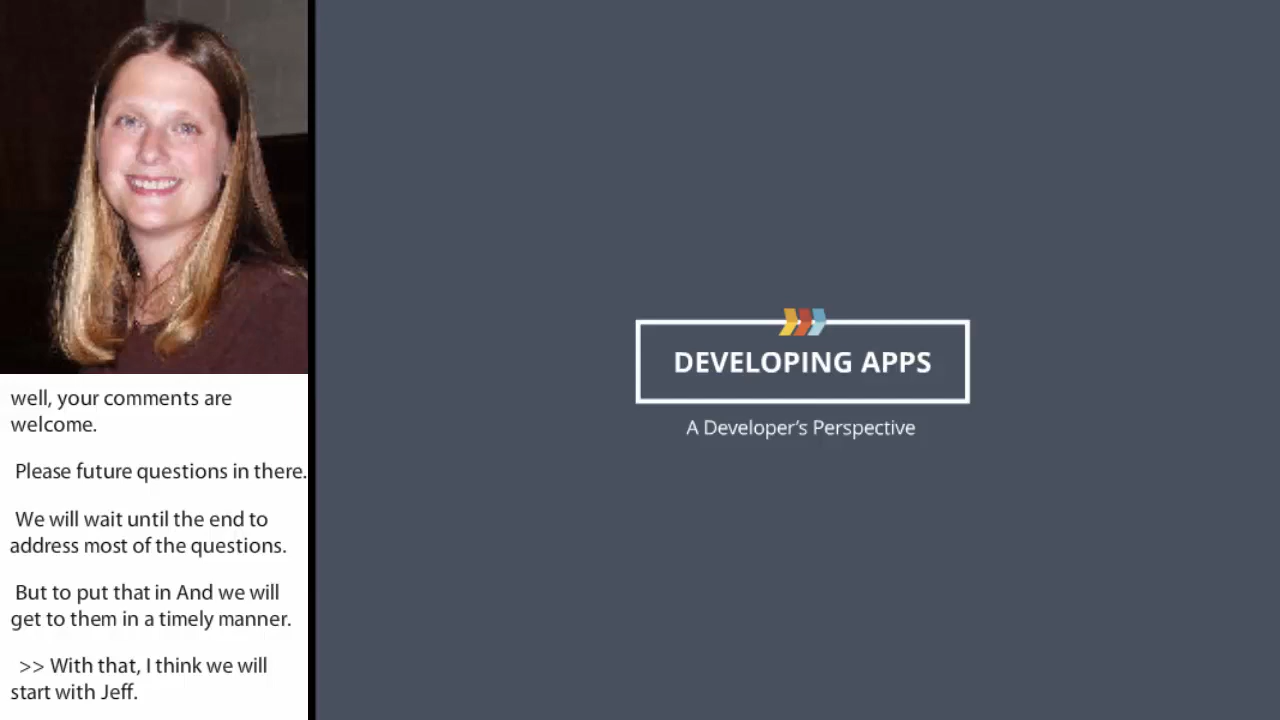 well, your comments are
welcome.
Please future questions in there.
We will wait until the end to
address most of the questions.
But to put that in And we will
get to them in a timely manner.
>> With that, I think we will
start with Jeff.
DEVELOPING APPS
A Developer’s Perspective